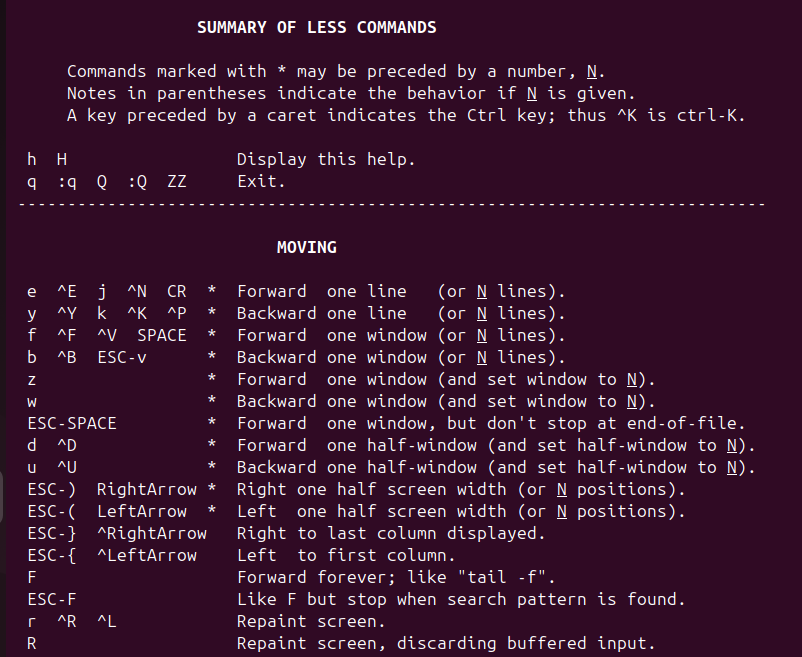 SUMMARY OF LESS COMMANDS
Commands marked with * may be preceded by a number, N.
Notes in parentheses indicate the behavior if N is given.
A key preceded by a caret indicates the Ctrl key; thus ^K is ctrl-K.
h  H                 Display this help.
q  :q  Q  :Q  ZZ     Exit.
---------------------------------------------------------------------------
MOVING
e  ^E  j  ^N  CR  *  Forward  one line   (or N lines).
y  ^Y  k  ^K  ^P  *  Backward one line   (or N lines).
f  ^F  ^V  SPACE  *  Forward  one window (or N lines).
b  ^B  ESC-v      *  Backward one window (or N lines).
z                 *  Forward  one window (and set window to N).
w                 *  Backward one window (and set window to N).
ESC-SPACE         *  Forward  one window, but don't stop at end-of-file.
d  ^D             *  Forward  one half-window (and set half-window to N).
u  ^U             *  Backward one half-window (and set half-window to N).
ESC-)  RightArrow *  Right one half screen width (or N positions).
ESC-(  LeftArrow  *  Left  one half screen width (or N positions).
ESC-}  ^RightArrow   Right to last column displayed.
ESC-{  ^LeftArrow    Left  to first column.
F                    Forward forever; like "tail -f".
ESC-F                Like F but stop when search pattern is found.
r  ^R  ^L            Repaint screen.
R                    Repaint screen, discarding buffered input.